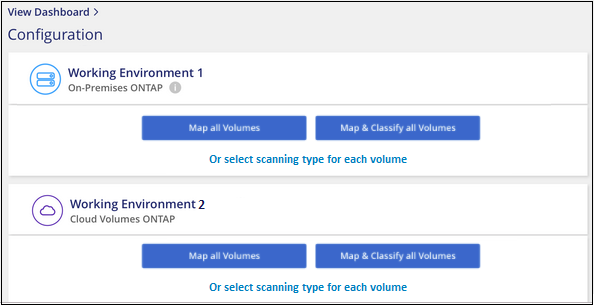 View Dashboard >
Configuration
Working Environment 1
On-Premises ONTAP i
Map all Volumes Map & Classify all Volumes
Or select scanning type for each volume
Working Environment 2
Cloud Volumes ONTAP
Map all Volumes Map & Classify all Volumes
Or select scanning type for each volume